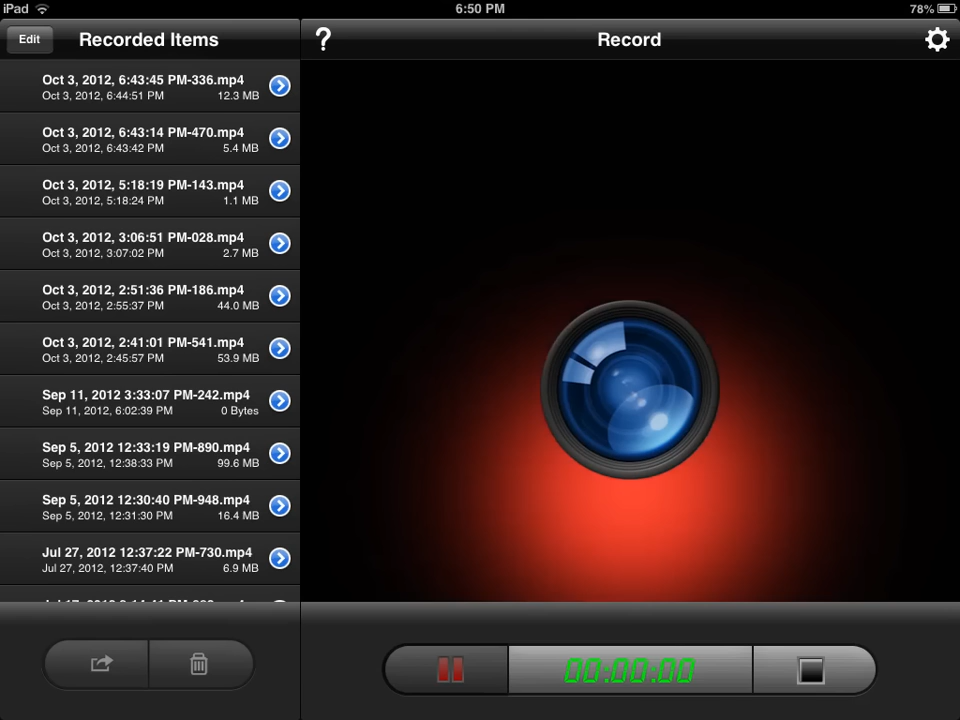 iPad 6:50 PM 78%
Edit Recorded Items ? Record
Oct 3, 2012, 6:43:45 PM-336.mp4
Oct 3, 2012, 6:44:51 PM 12.3 MB
Oct 3, 2012, 6:43:14 PM-470.mp4
Oct 3, 2012, 6:43:42 PM 5.4 MB
Oct 3, 2012, 5:18:19 PM-143.mp4
Oct 3, 2012, 5:18:24 PM 1.1 MB
Oct 3, 2012, 3:06:51 PM-028.mp4
Oct 3, 2012, 3:07:02 PM 2.7 MB
Oct 3, 2012, 2:51:36 PM-186.mp4
Oct 3, 2012, 2:55:37 PM 44.0 MB
Oct 3, 2012, 2:41:01 PM-541.mp4
Oct 3, 2012, 2:45:57 PM 53.9 MB
Sep 11, 2012 3:33:07 PM-242.mp4
Sep 11, 2012, 6:02:39 PM 0 Bytes
Sep 5, 2012 12:33:19 PM-890.mp4
Sep 5, 2012, 12:38:33 PM 99.6 MB
Sep 5, 2012 12:30:40 PM-948.mp4
Sep 5, 2012, 12:31:30 PM 16.4 MB
Jul 27, 2012 12:37:22 PM-730.mp4
Jul 27, 2012, 12:37:40 PM 6.9 MB
00:00:00